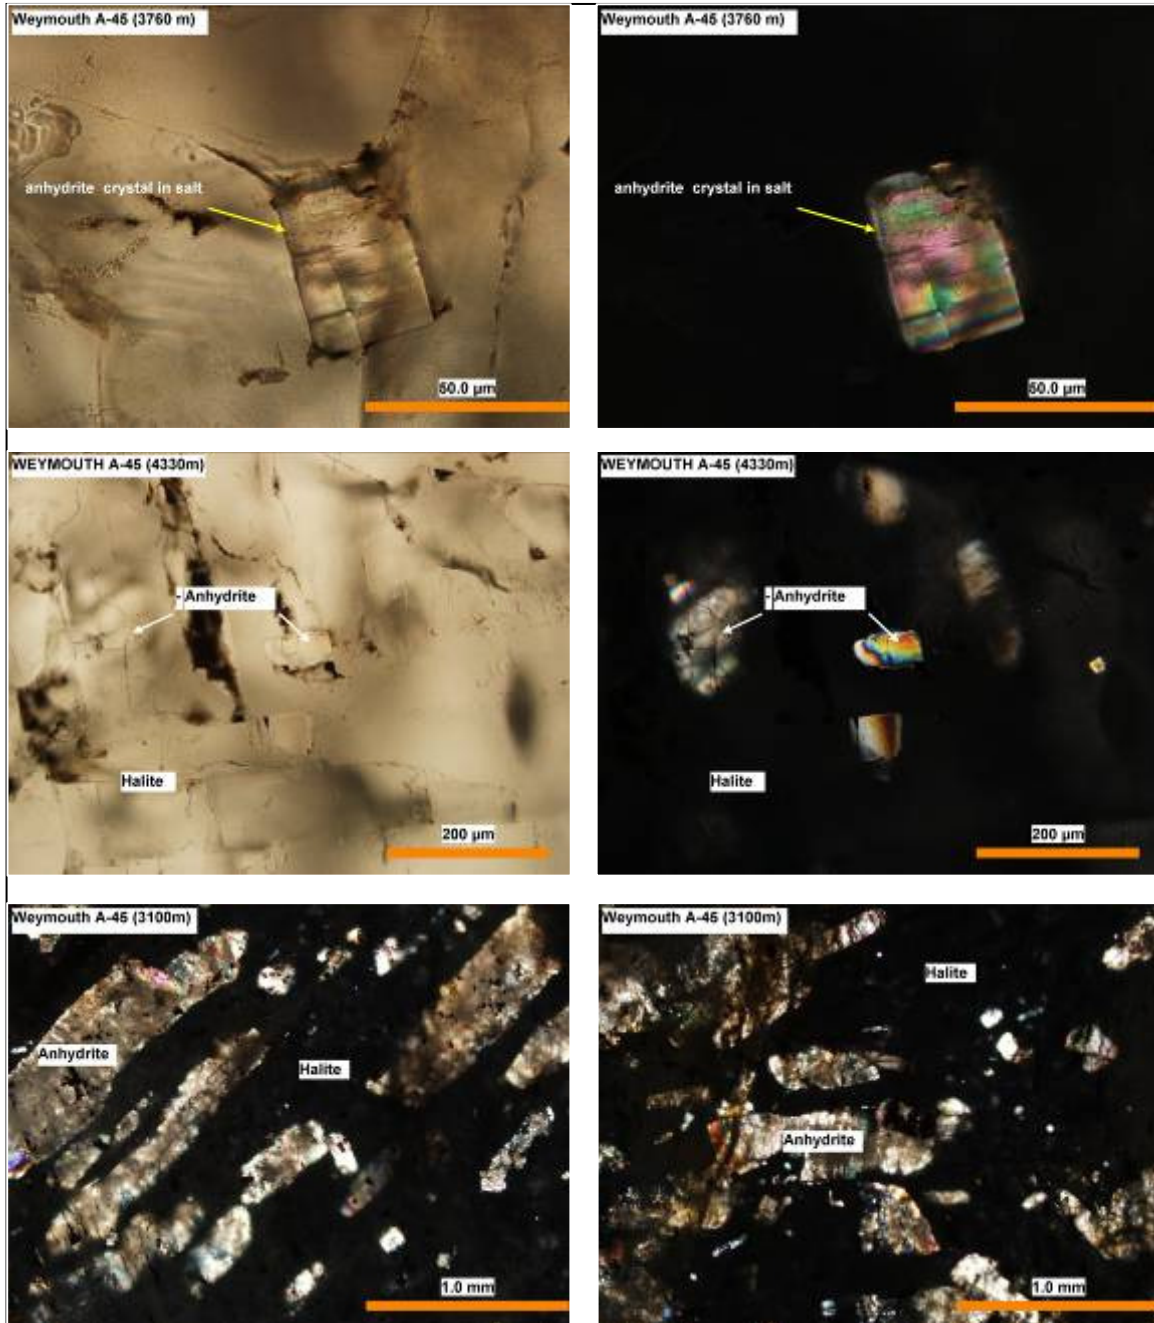 Weymouth A-45 (3760 m)
anhydrite crystal in salt
50.0 µm
Weymouth A-45 (3760 m)
anhydrite crystal in salt
50.0 µm
WEYMOUTH A-45 (4330m)
-Anhydrite
Halite
200 µm
WEYMOUTH A-45 (4330m)
-Anhydrite
Halite
200 µm
Weymouth A-45 (3100m)
Anhydrite
Halite
1.0 mm
Weymouth A-45 (3100m)
Halite
Anhydrite
1.0 mm